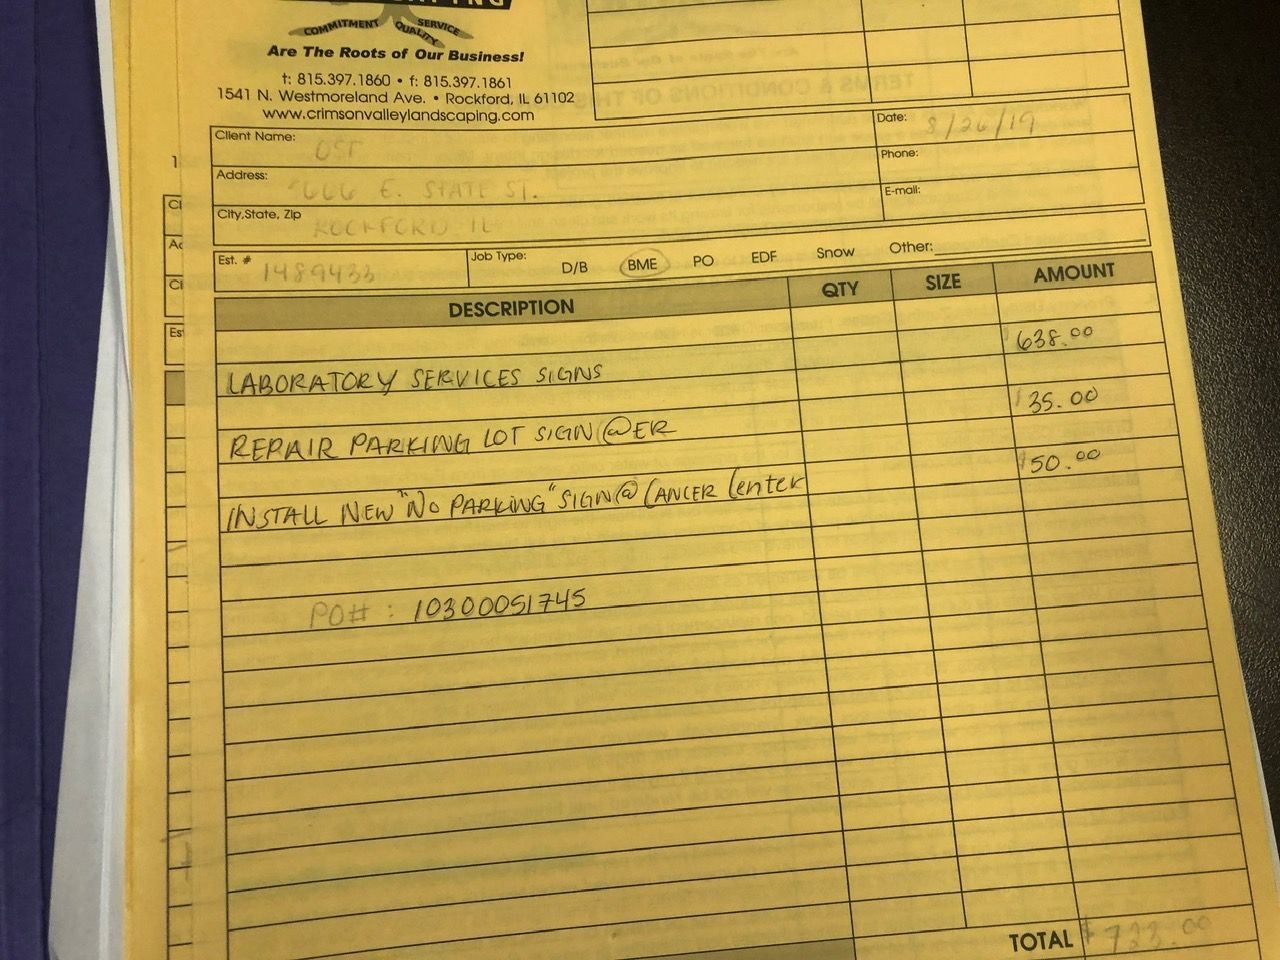 COMMITMENT QUALITY SERVICE
Are The Roots of Our Business!
t: 815.397.1860 • f: 815.397.1861
1541 N. Westmoreland Ave. • Rockford, IL 61102
www.crimsonvalleylandscaping.com
Client Name: OSF
Date: 8/26/19
Phone:
Address: 5666 E. STATE ST.
E-mail:
City,State, Zip ROCKFORD IL
Est. # 1489433 Job Type: D/B BME PO EDF Snow Other:
DESCRIPTION QTY SIZE AMOUNT
LABORATORY SERVICES SIGNS $638.00
REPAIR PARKING LOT SIGN @ ER $35.00
INSTALL NEW "NO PARKING" SIGN @ CANCER Center $50.00
PO# : 10300051745
TOTAL $723.00